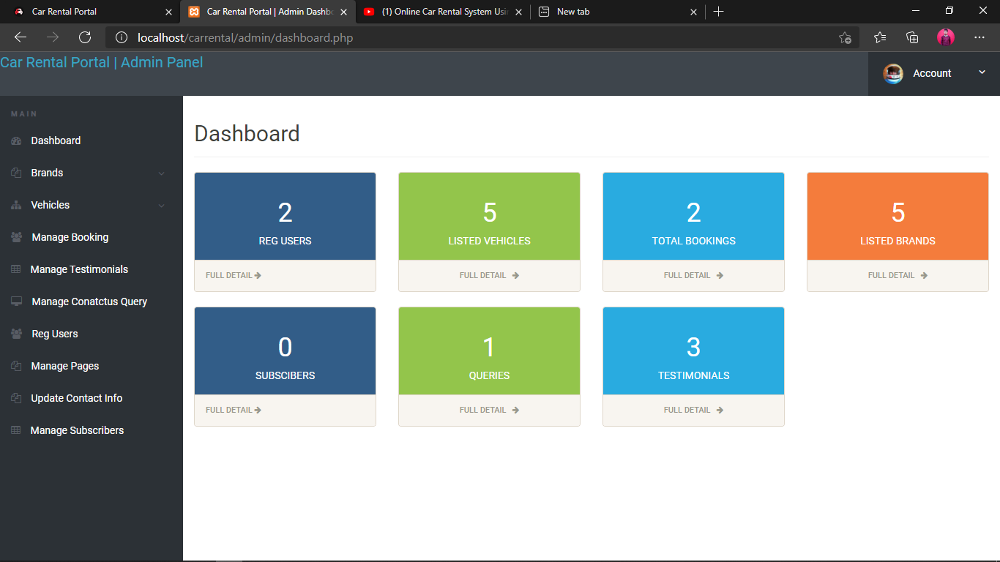 Car Rental Portal
Car Rental Portal | Admin Dashbo
(1) Online Car Rental System Usin
New tab
localhost/carrental/admin/dashboard.php
Car Rental Portal | Admin Panel
Account
MAIN
Dashboard
Brands
Vehicles
Manage Booking
Manage Testimonials
Manage Conatctus Query
Reg Users
Manage Pages
Update Contact Info
Manage Subscribers
Dashboard
2
REG USERS
FULL DETAIL
5
LISTED VEHICLES
FULL DETAIL
2
TOTAL BOOKINGS
FULL DETAIL
5
LISTED BRANDS
FULL DETAIL
0
SUBSCIBERS
FULL DETAIL
1
QUERIES
FULL DETAIL
3
TESTIMONIALS
FULL DETAIL